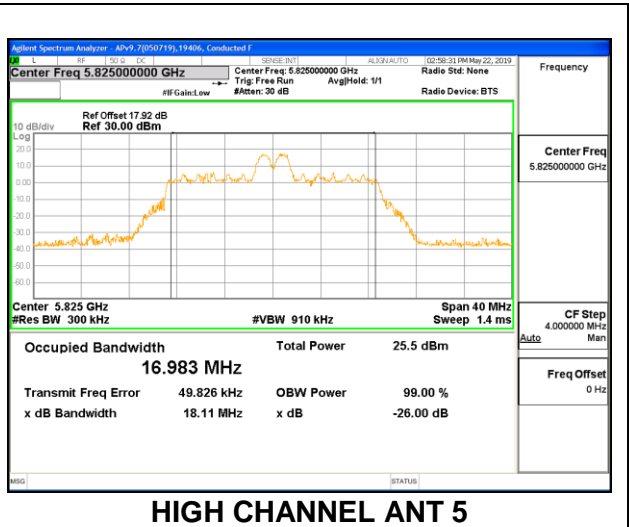 Agilent Spectrum Analyzer - APv9.7(050719),19406, Conducted F
L RF 50 Ω DC SENSE:INT ALIGNAUTO 02:58:31 PM May 22, 2019
Center Freq 5.825000000 GHz
Center Freq: 5.825000000 GHz
Radio Std: None
Trig: Free Run Avg|Hold: 1/1
#IFGain:Low #Atten: 30 dB Radio Device: BTS
Frequency
Ref Offset 17.92 dB
10 dB/div Ref 30.00 dBm
Log
20.0
10.0
0.00
-10.0
-20.0
-30.0
-40.0
-50.0
-60.0
Center 5.825 GHz Span 40 MHz
#Res BW 300 kHz #VBW 910 kHz Sweep 1.4 ms
Center Freq
5.825000000 GHz
CF Step
4.000000 MHz
Auto Man
Freq Offset
0 Hz
Occupied Bandwidth Total Power 25.5 dBm
16.983 MHz
Transmit Freq Error 49.826 kHz OBW Power 99.00 %
x dB Bandwidth 18.11 MHz x dB -26.00 dB
MSG STATUS
HIGH CHANNEL ANT 5